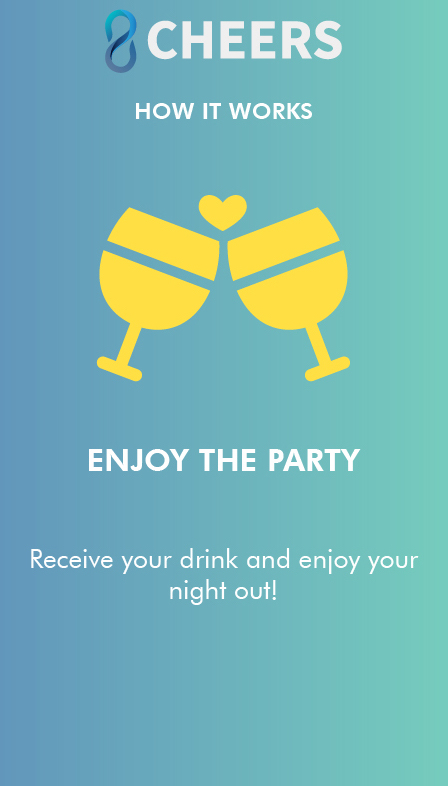 CHEERS
HOW IT WORKS
ENJOY THE PARTY
Receive your drink and enjoy your
night out!